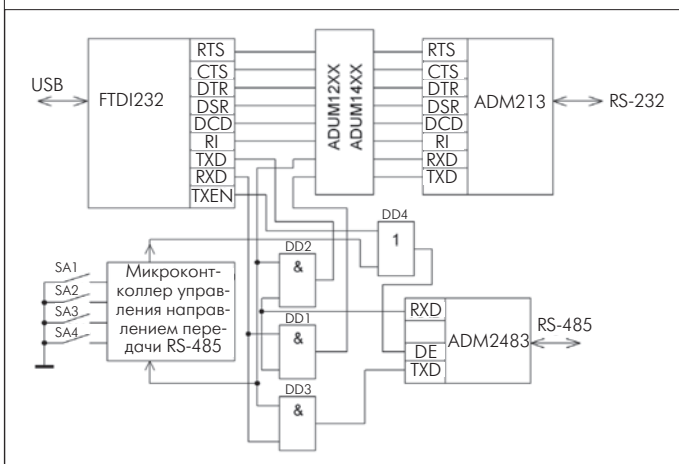 USB
FTDI232
RTS
CTS
DTR
DSR
DCD
RI
TXD
RXD
TXEN
ADUM12XX
ADUM14XX
RTS
CTS
DTR
DSR
DCD
RI
RXD
TXD
ADM213
RS-232
DD4
1
DD2
&
DD1
&
DD3
&
SA1
SA2
SA3
SA4
Микроконт-
коллер управ-
ления направ-
лением пере-
дачи RS-485
RXD
DE
TXD
ADM2483
RS-485